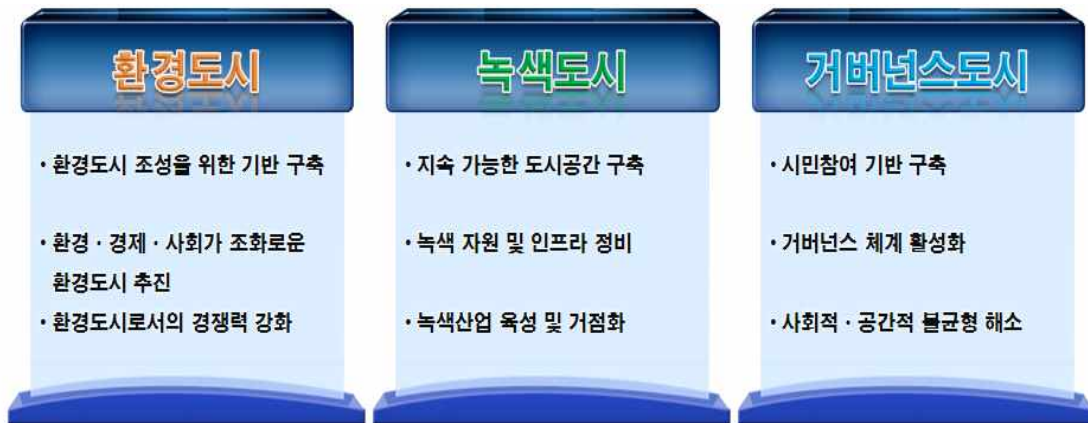 환경도시
• 환경도시 조성을 위한 기반 구축
• 환경 · 경제 · 사회가 조화로운
환경도시 추진
• 환경도시로서의 경쟁력 강화
녹색도시
• 지속 가능한 도시공간 구축
• 녹색 자원 및 인프라 정비
• 녹색산업 육성 및 거점화
거버넌스도시
• 시민참여 기반 구축
• 거버넌스 체계 활성화
• 사회적 · 공간적 불균형 해소